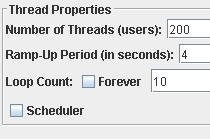 Thread Properties
Number of Threads (users): 200
Ramp-Up Period (in seconds): 4
Loop Count: Forever 10
Scheduler